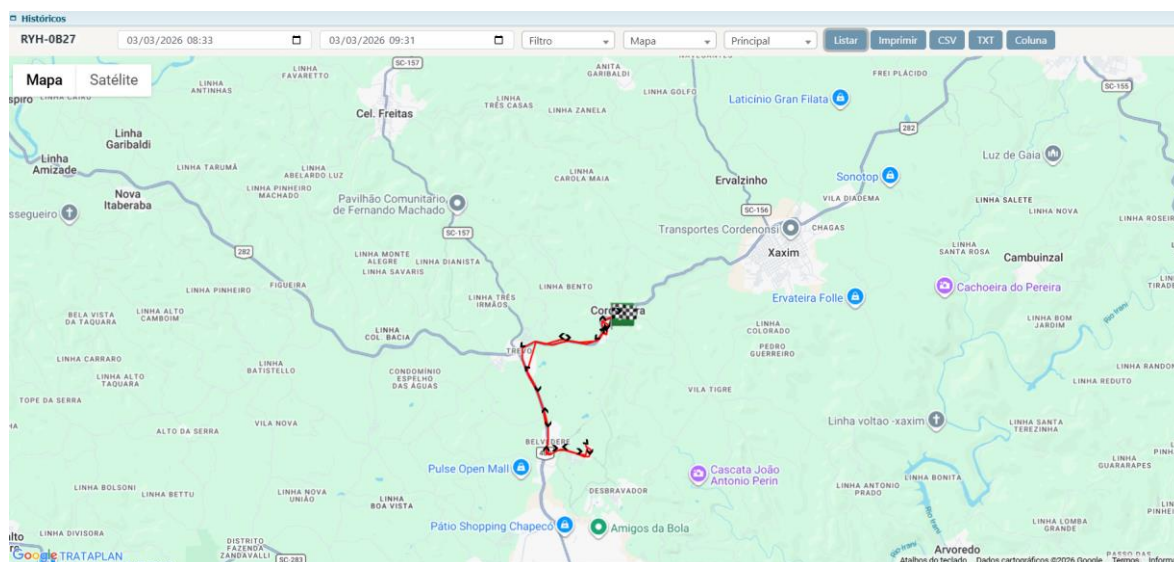 Históricos
RYH-0B27
03/03/2026 08:33
03/03/2026 09:31
Filtro
Mapa
Principal
Listar
Imprimir
CSV
TXT
Coluna
Mapa
Satélite
LINHA FAVARETTO
SC-157
ANITA GARIBALDI
FREI PLÁCIDO
SC-155
LINHA ANTINHAS
Cel. Freitas
LINHA TRÊS CASAS
LINHA ZANELA
LINHA GOLFO
Laticínio Gran Filata
282
Linha Garibaldi
Linha Amizade
LINHA TARUMÃ
LINHA ABELARDO LUZ
LINHA PINHEIRO MACHADO
LINHA CAROLA MAIA
Ervalzinho
Sonotop
Luz de Gaia
Nova Itaberaba
Pavilhão Comunitário de Fernando Machado
VILA DIADEMA
LINHA SALETE
LINHA NOVA
SC-156
SC-157
Transportes Cordenonsi
CHAGAS
Xaxim
282
LINHA MONTE ALEGRE
LINHA DIANISTA
LINHA SAVARIS
LINHA SANTA ROSA
Cambuinzal
LINHA PINHEIRO
FIGUEIRA
LINHA TRÊS IRMÃOS
LINHA BENTO
Ervateira Folle
Cachoeira do Pereira
BELA VISTA DA TAQUARA
LINHA ALTO CAMBOIM
LINHA COL. BACIA
LINHA COLORADO
LINHA BOM JARDIM
Rio Irani
PEDRO GUERREIRO
LINHA CARRARO
LINHA BATISTELLO
CONDOMÍNIO ESPELHO DAS ÁGUAS
LINHA ALTO TAQUARA
VILA TIGRE
LINHA REDUTO
TOPE DA SERRA
VILA NOVA
ALTO DA SERRA
Linha voltao -xaxim
LINHA SANTA TEREZINHA
BELVEDERE
Pulse Open Mall
Cascata João Antonio Perin
LINHA BOLSONI
LINHA BETTU
LINHA NOVA UNIÃO
LINHA BOA VISTA
DESBRAVADOR
LINHA ANTONIO PRADO
LINHA BONITA
Pátio Shopping Chapecó
Amigos da Bola
LINHA LOMBA GRANDE
LINHA DIVISORA
DISTRITO FAZENDA ZANDAVALLI
SC-283
Arvoredo
Google
TRATAPLAN
Atalhos do teclado
Dados cartográficos ©2026 Google
Termos